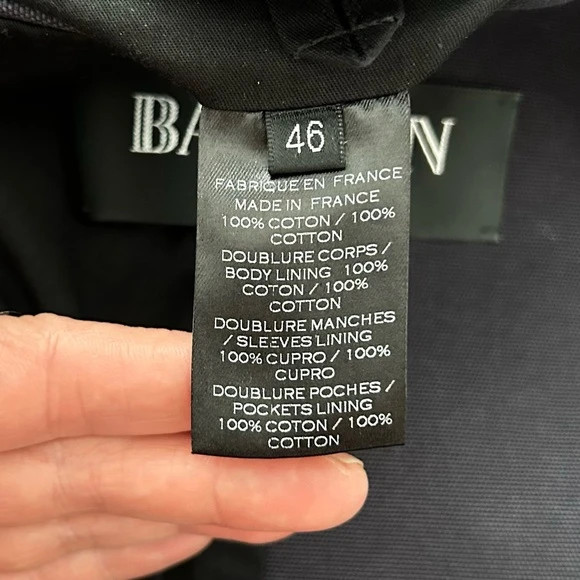 46
FABRIQUE EN FRANCE
MADE IN FRANCE
100% COTON / 100%
COTTON
DOUBLURE CORPS /
BODY LINING 100%
COTON / 100%
COTTON
DOUBLURE MANCHES
/ SLEEVES LINING
100% CUPRO / 100%
CUPRO
DOUBLURE POCHES /
POCKETS LINING
100% COTON / 100%
COTTON